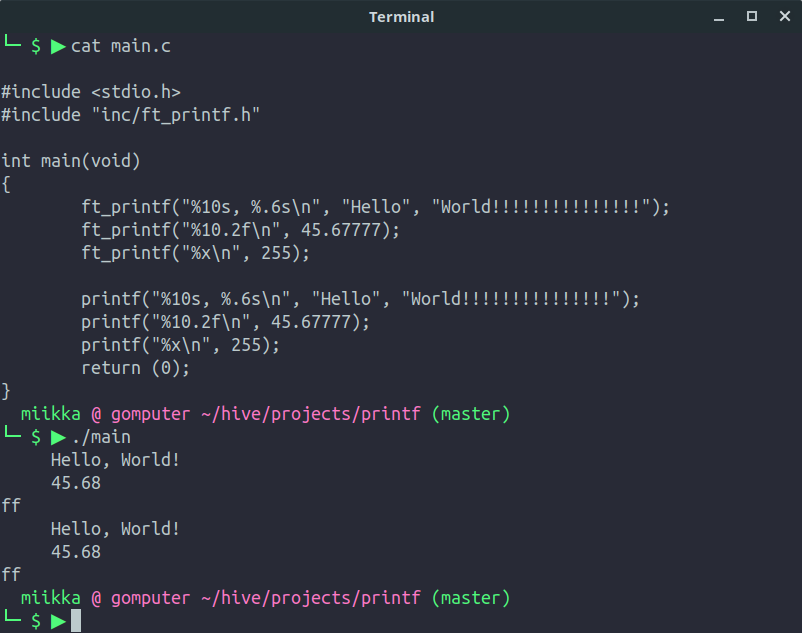 Terminal
$ ▶ cat main.c
#include <stdio.h>
#include "inc/ft_printf.h"
int main(void)
{
        ft_printf("%10s, %.6s\n", "Hello", "World!!!!!!!!!!!!!!!");
        ft_printf("%10.2f\n", 45.67777);
        ft_printf("%x\n", 255);
        printf("%10s, %.6s\n", "Hello", "World!!!!!!!!!!!!!!!");
        printf("%10.2f\n", 45.67777);
        printf("%x\n", 255);
        return (0);
}
  miikka @ gomputer ~/hive/projects/printf (master)
└─ $ ▶ ./main
     Hello, World!
     45.68
ff
     Hello, World!
     45.68
ff
  miikka @ gomputer ~/hive/projects/printf (master)
└─ $ ▶